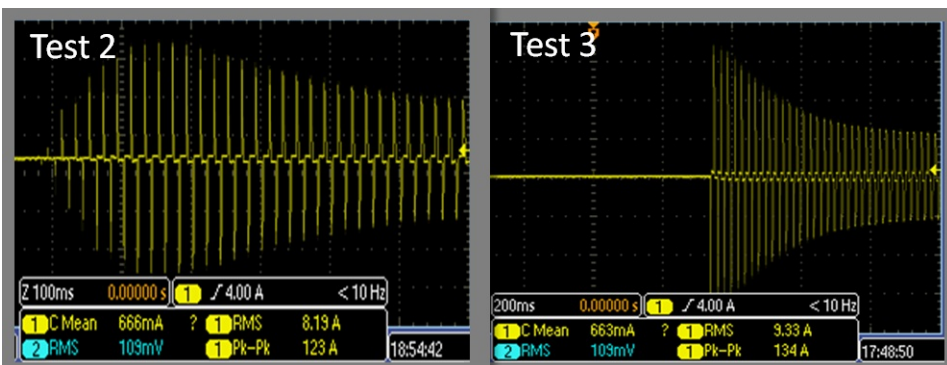 Test 2
Z 100ms 0.00000 s 1 ƒ 4.00 A < 10 Hz
1 C Mean 666mA ? 1 RMS 8.19 A
2 RMS 109mV 1 Pk-Pk 123 A 18:54:42
Test 3
200ms 0.00000 s 1 ƒ 4.00 A < 10 Hz
1 C Mean 663mA ? 1 RMS 9.33 A
2 RMS 109mV 1 Pk-Pk 134 A 17:48:50